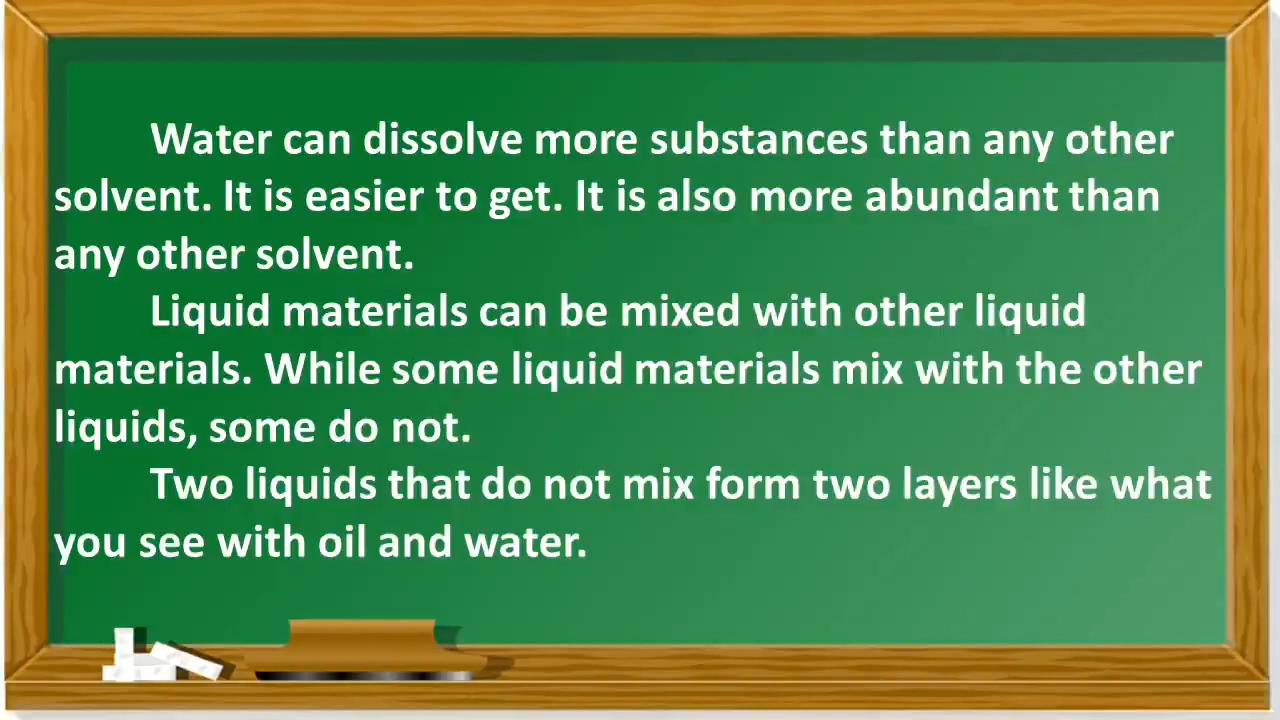 Water can dissolve more substances than any other
solvent. It is easier to get. It is also more abundant than
any other solvent.
Liquid materials can be mixed with other liquid
materials. While some liquid materials mix with the other
liquids, some do not.
Two liquids that do not mix form two layers like what
you see with oil and water.